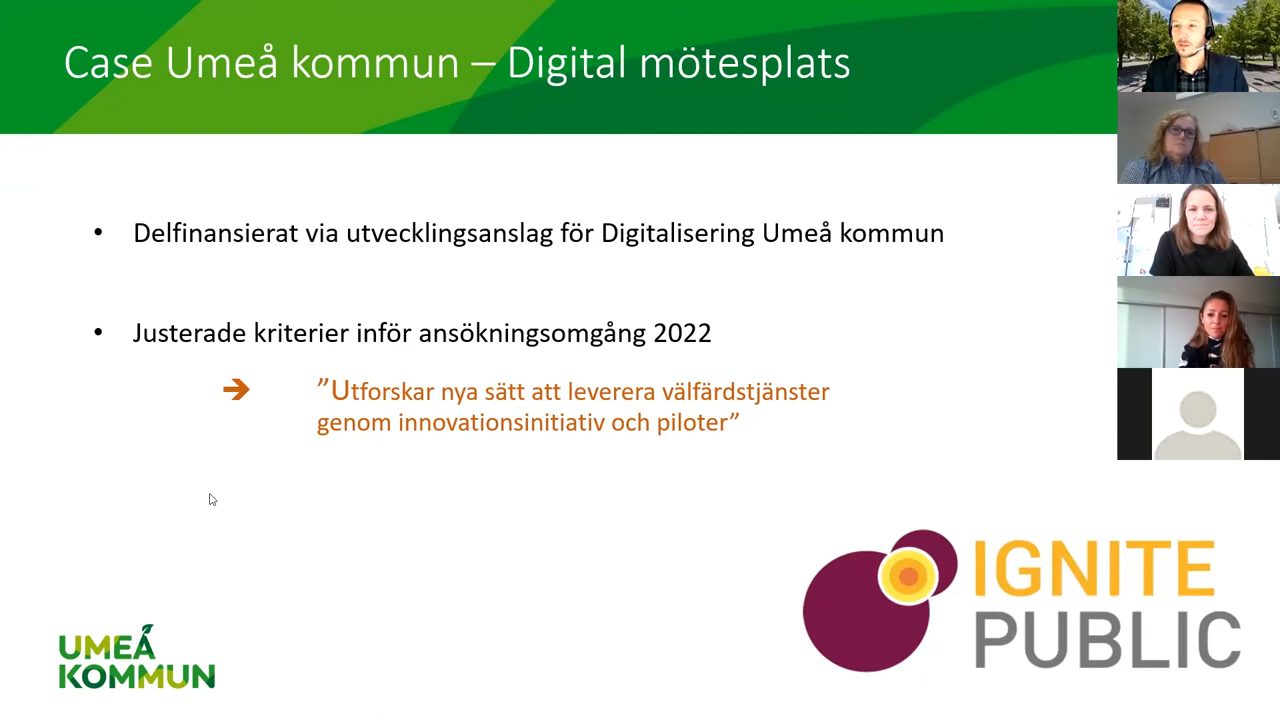 Case Umeå kommun – Digital mötesplats
• Delfinansierat via utvecklingsanslag för Digitalisering Umeå kommun
• Justerade kriterier inför ansökningsomgång 2022
➔ ”Utforskar nya sätt att leverera välfärdstjänster
genom innovationsinitiativ och piloter”
UMEÅ
KOMMUN
IGNITE
PUBLIC